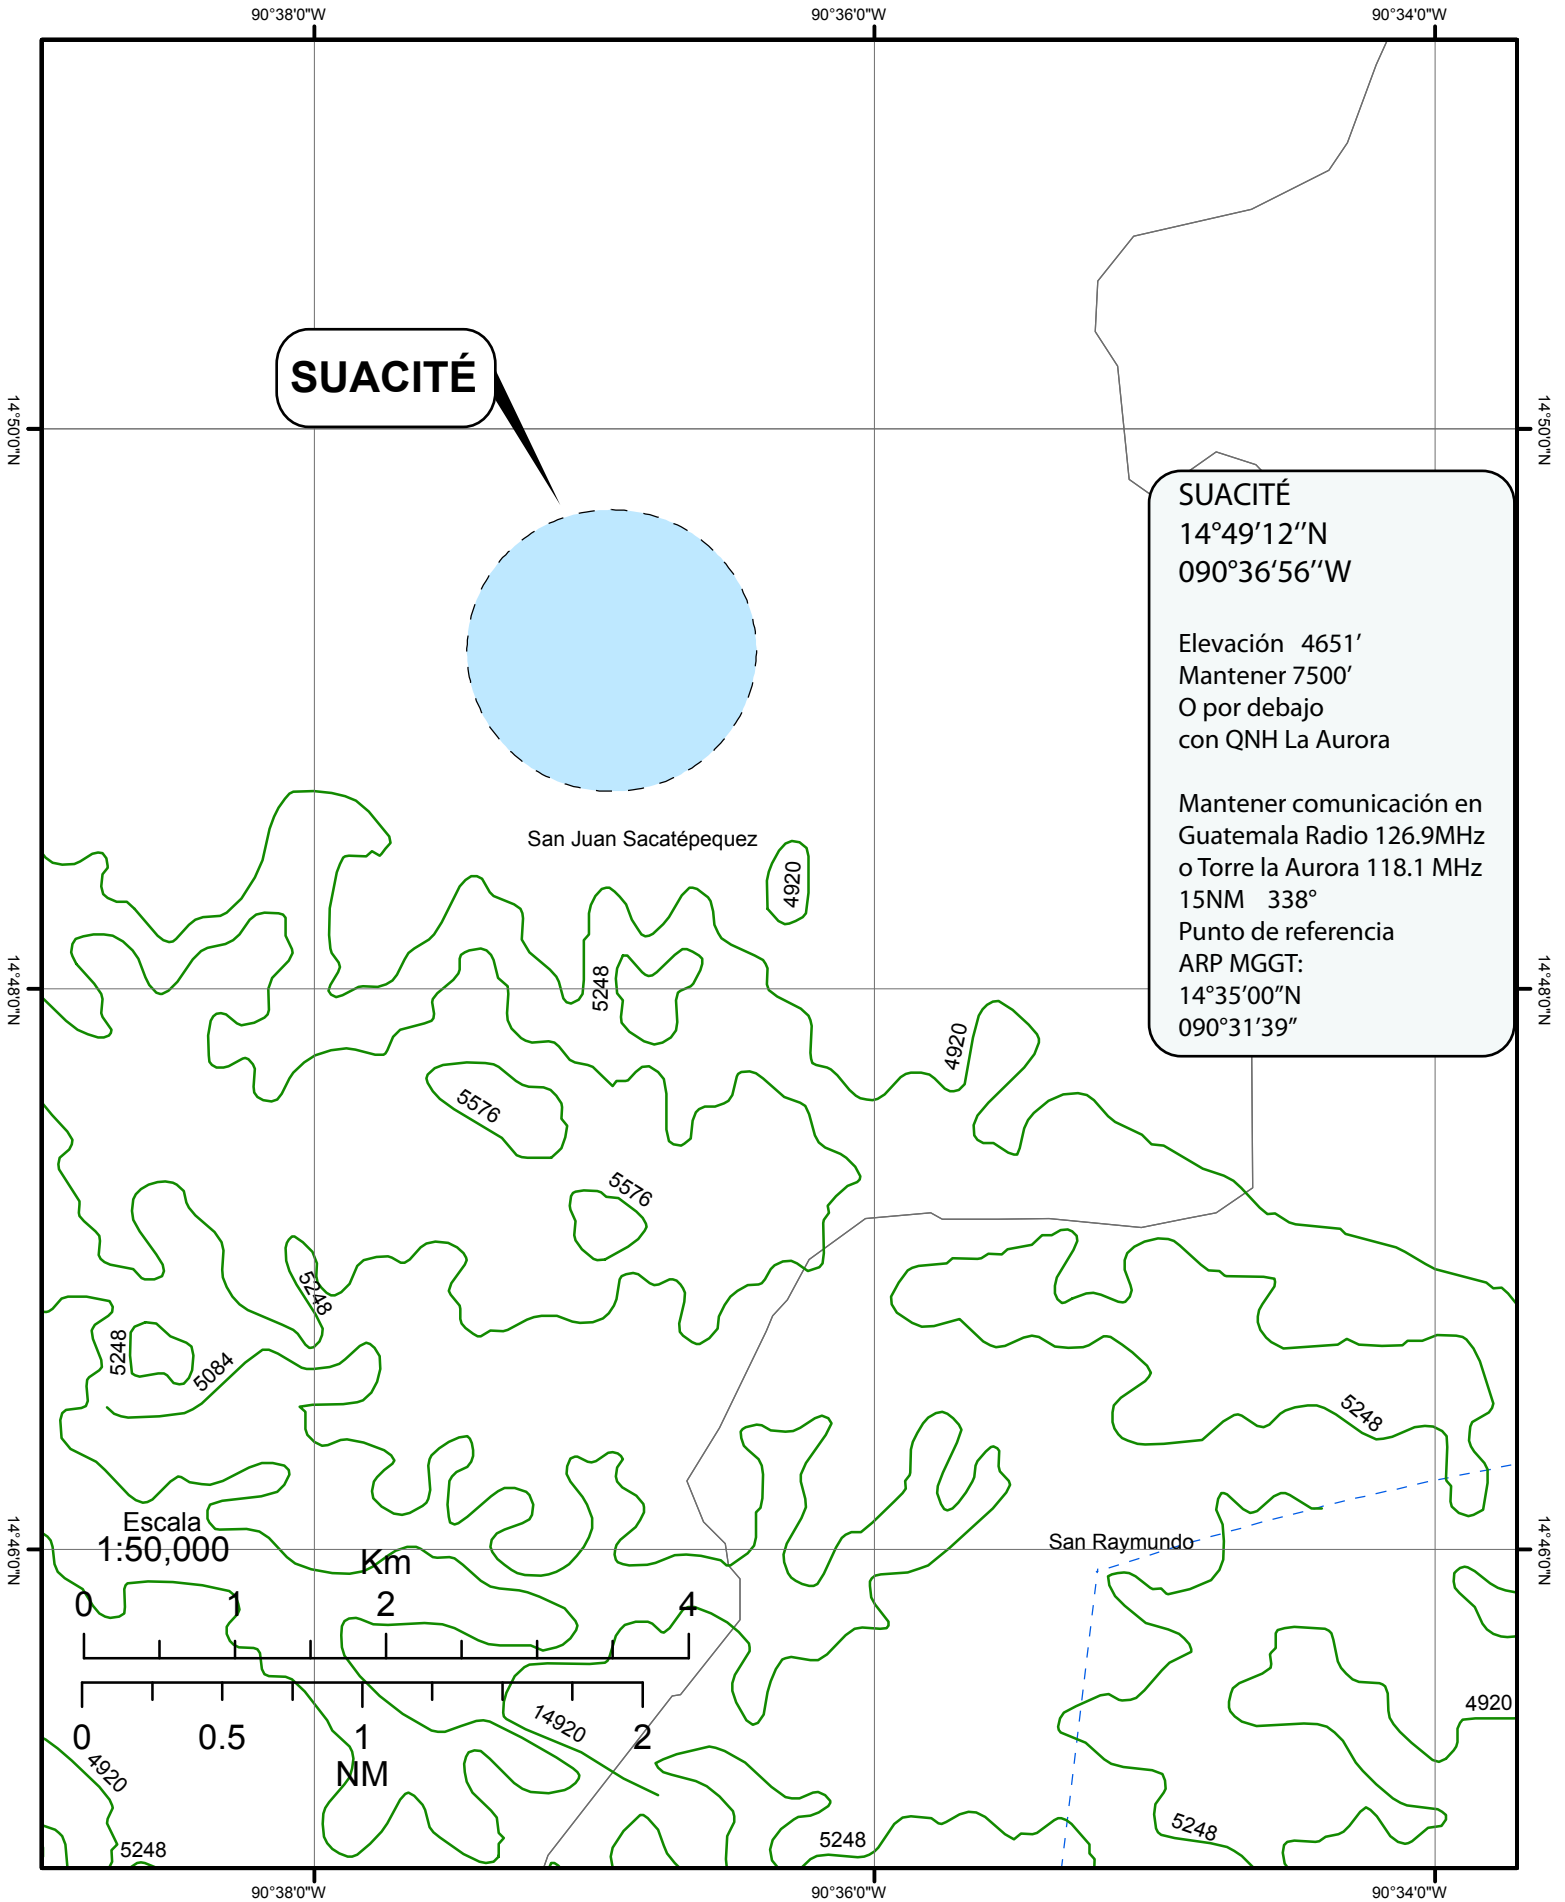 90°38'0"W
90°36'0"W
90°34'0"W
SUACITÉ
14°50'0"N
14°50'0"N
SUACITÉ
14°49’12’’N
090°36‘56’’W
Elevación 4651’
Mantener 7500’
O por debajo
con QNH La Aurora
Mantener comunicación en
Guatemala Radio 126.9MHz
o Torre la Aurora 118.1 MHz
15NM 338°
Punto de referencia
ARP MGGT:
14°35’00”N
090°31’39”
San Juan Sacatépequez
4920
5248
14°48'0"N
14°48'0"N
4920
5576
5576
5248
5248
5084
5248
14°46'0"N
14°46'0"N
San Raymundo
Escala
1:50,000
Km
0 1 2 4
0 0.5 1 2
NM
14920
4920
4920
5248
5248
5248
90°38'0"W
90°36'0"W
90°34'0"W